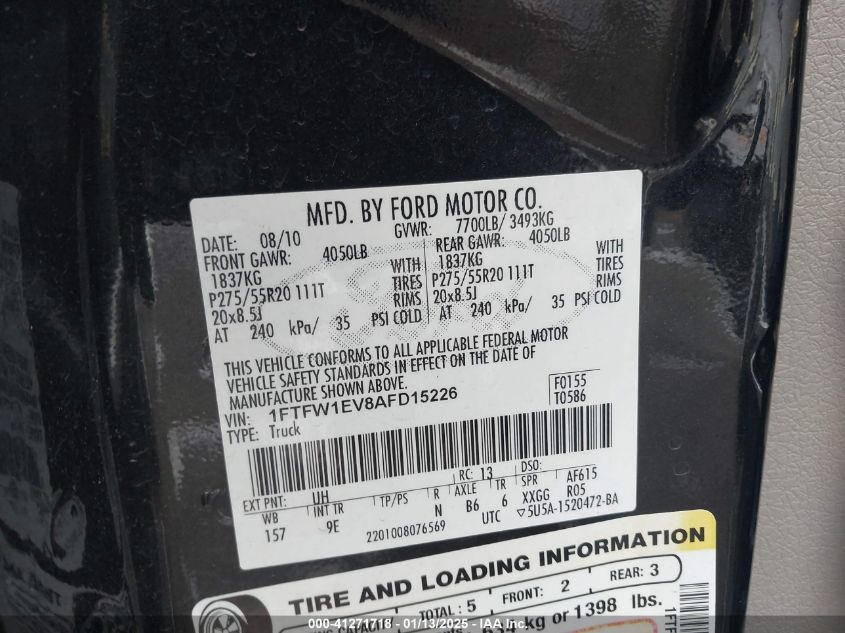 MFD. BY FORD MOTOR CO.
DATE: 08/10 GVWR: 7700LB/ 3493KG
FRONT GAWR: 4050LB REAR GAWR: 4050LB
1837KG WITH 1837KG WITH
P275/55R20 111T TIRES P275/55R20 111T TIRES
20x8.5J RIMS 20x8.5J RIMS
AT 240 kPa/ 35 PSI COLD AT 240 kPa/ 35 PSI COLD
THIS VEHICLE CONFORMS TO ALL APPLICABLE FEDERAL MOTOR
VEHICLE SAFETY STANDARDS IN EFFECT ON THE DATE OF
MANUFACTURE SHOWN ABOVE.
VIN: 1FTFW1EV8AFD15226 F0155
TYPE: Truck T0586
EXT PNT: UH RC: 13 DSO:
WB INT TR TP/PS R AXLE TR SPR AF615
157 9E N B6 6 XXGG R05
2201008076569 UTC ▽5U5A-1520472-BA
TIRE AND LOADING INFORMATION
TOTAL : 5 FRONT: 2 REAR: 3
634 kg or 1398 lbs.
1FTF
000-41271718 - 01/13/2025 - IAA